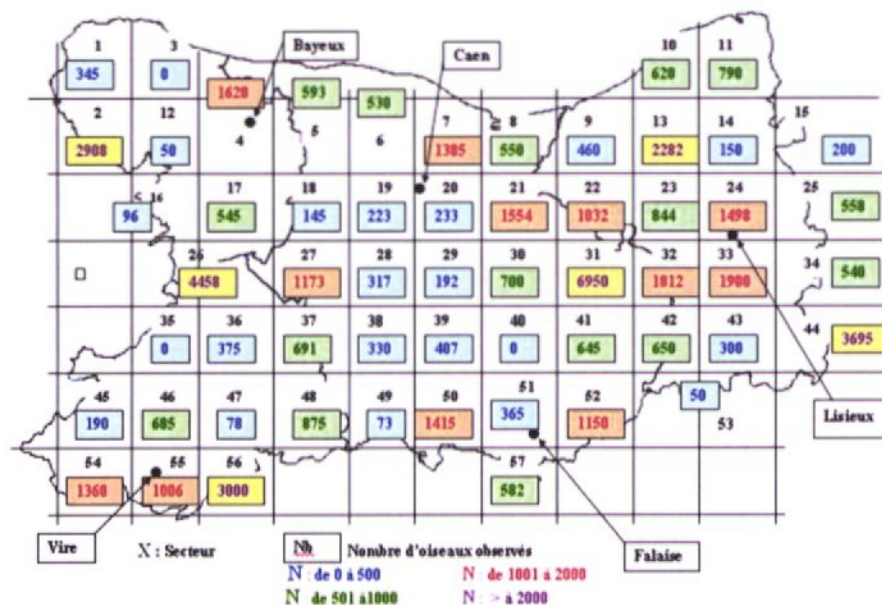 Bayeux
Caen
1 3 10 11
345 0 620 790
1620 593 530
2 12 4 5 6 7 8 9 13 14 15
2908 50 1385 550 460 2282 150 200
16 17 18 19 20 21 22 23 24 25
96 545 145 223 233 1554 1032 844 1498 558
26 27 28 29 30 31 32 33 34
4458 1173 317 192 700 6950 1812 1900 540
35 36 37 38 39 40 41 42 43 44
0 375 691 330 407 0 645 650 300 3695
45 46 47 48 49 50 51 52 50 53
190 685 78 875 73 1415 365 1150
Lisieux
54 55 56 57
1360 1006 3000 582
Vire
X : Secteur
Nb Nombre d'oiseaux observés
Falaise
N : de 0 à 500 N : de 1001 à 2000
N : de 501 à1000 N : > à 2000